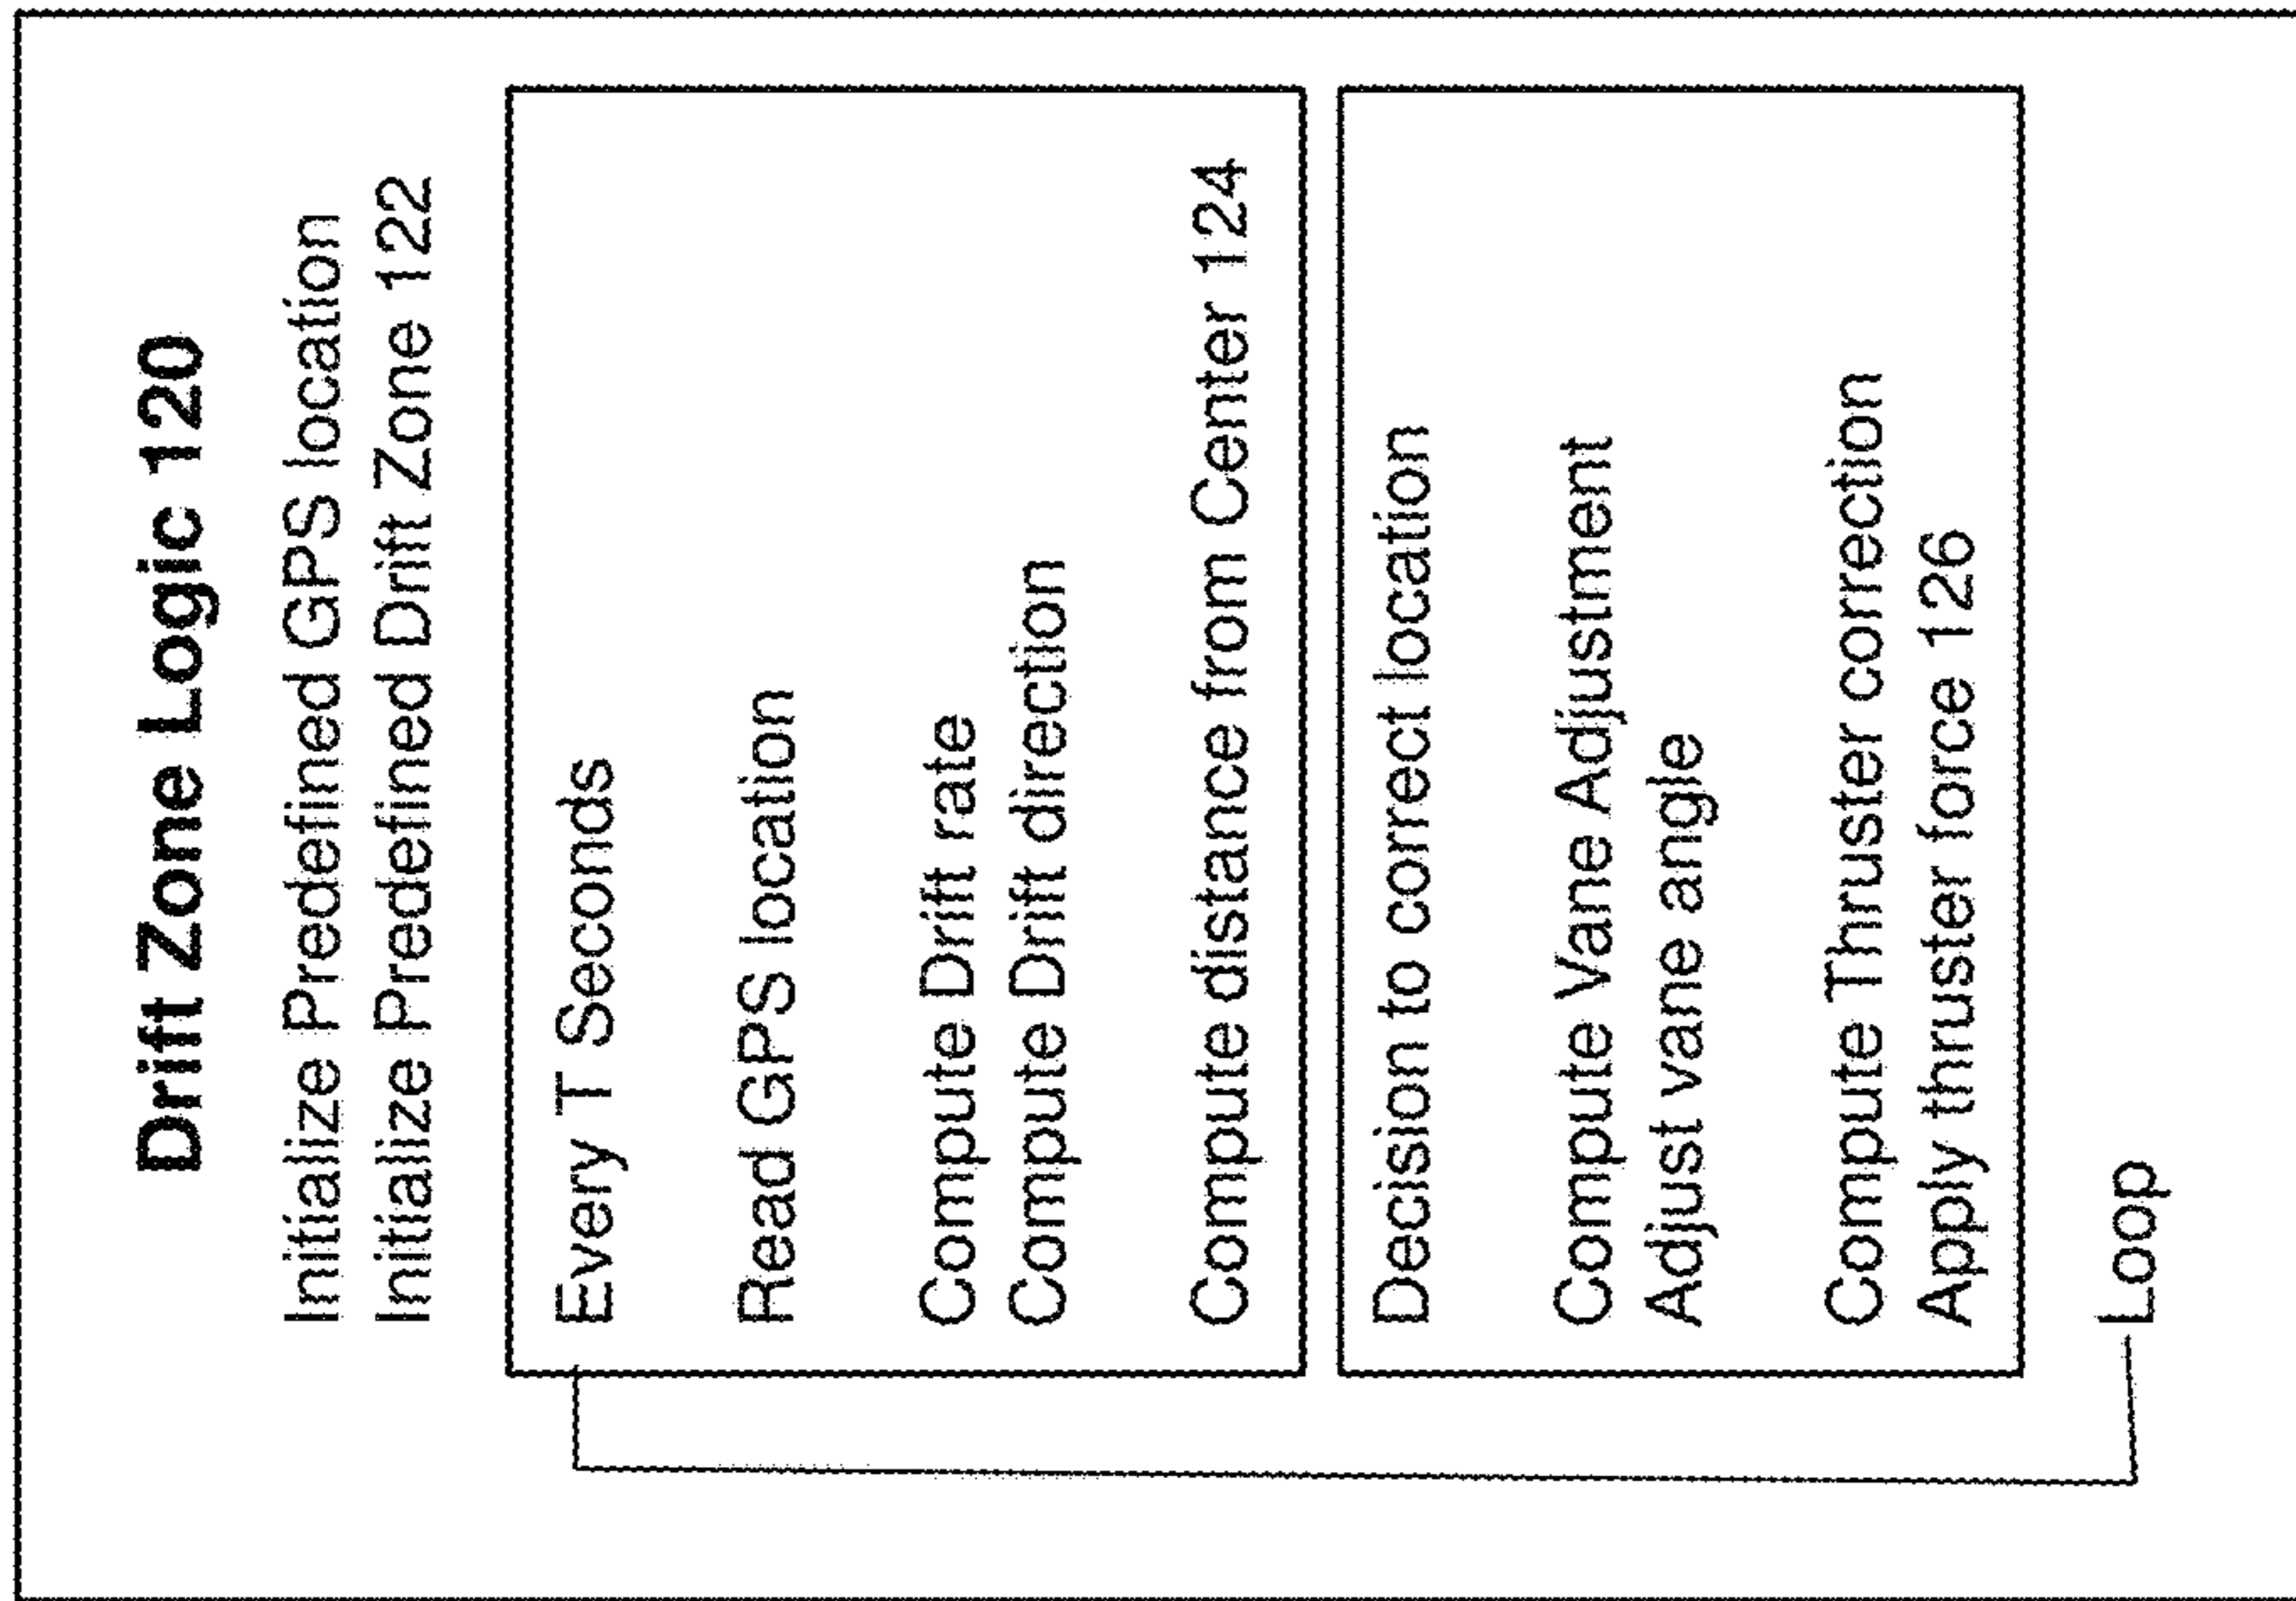 Drift Zone Logic 120
Initialize Predefined GPS location
Initialize Predefined Drift Zone 122
Every T Seconds
Read GPS location
Compute Drift rate
Compute Drift direction
Compute distance from Center 124
Decision to correct location
Compute Vane Adjustment
Adjust vane angle
Compute Thruster correction
Apply thruster force 126
Loop